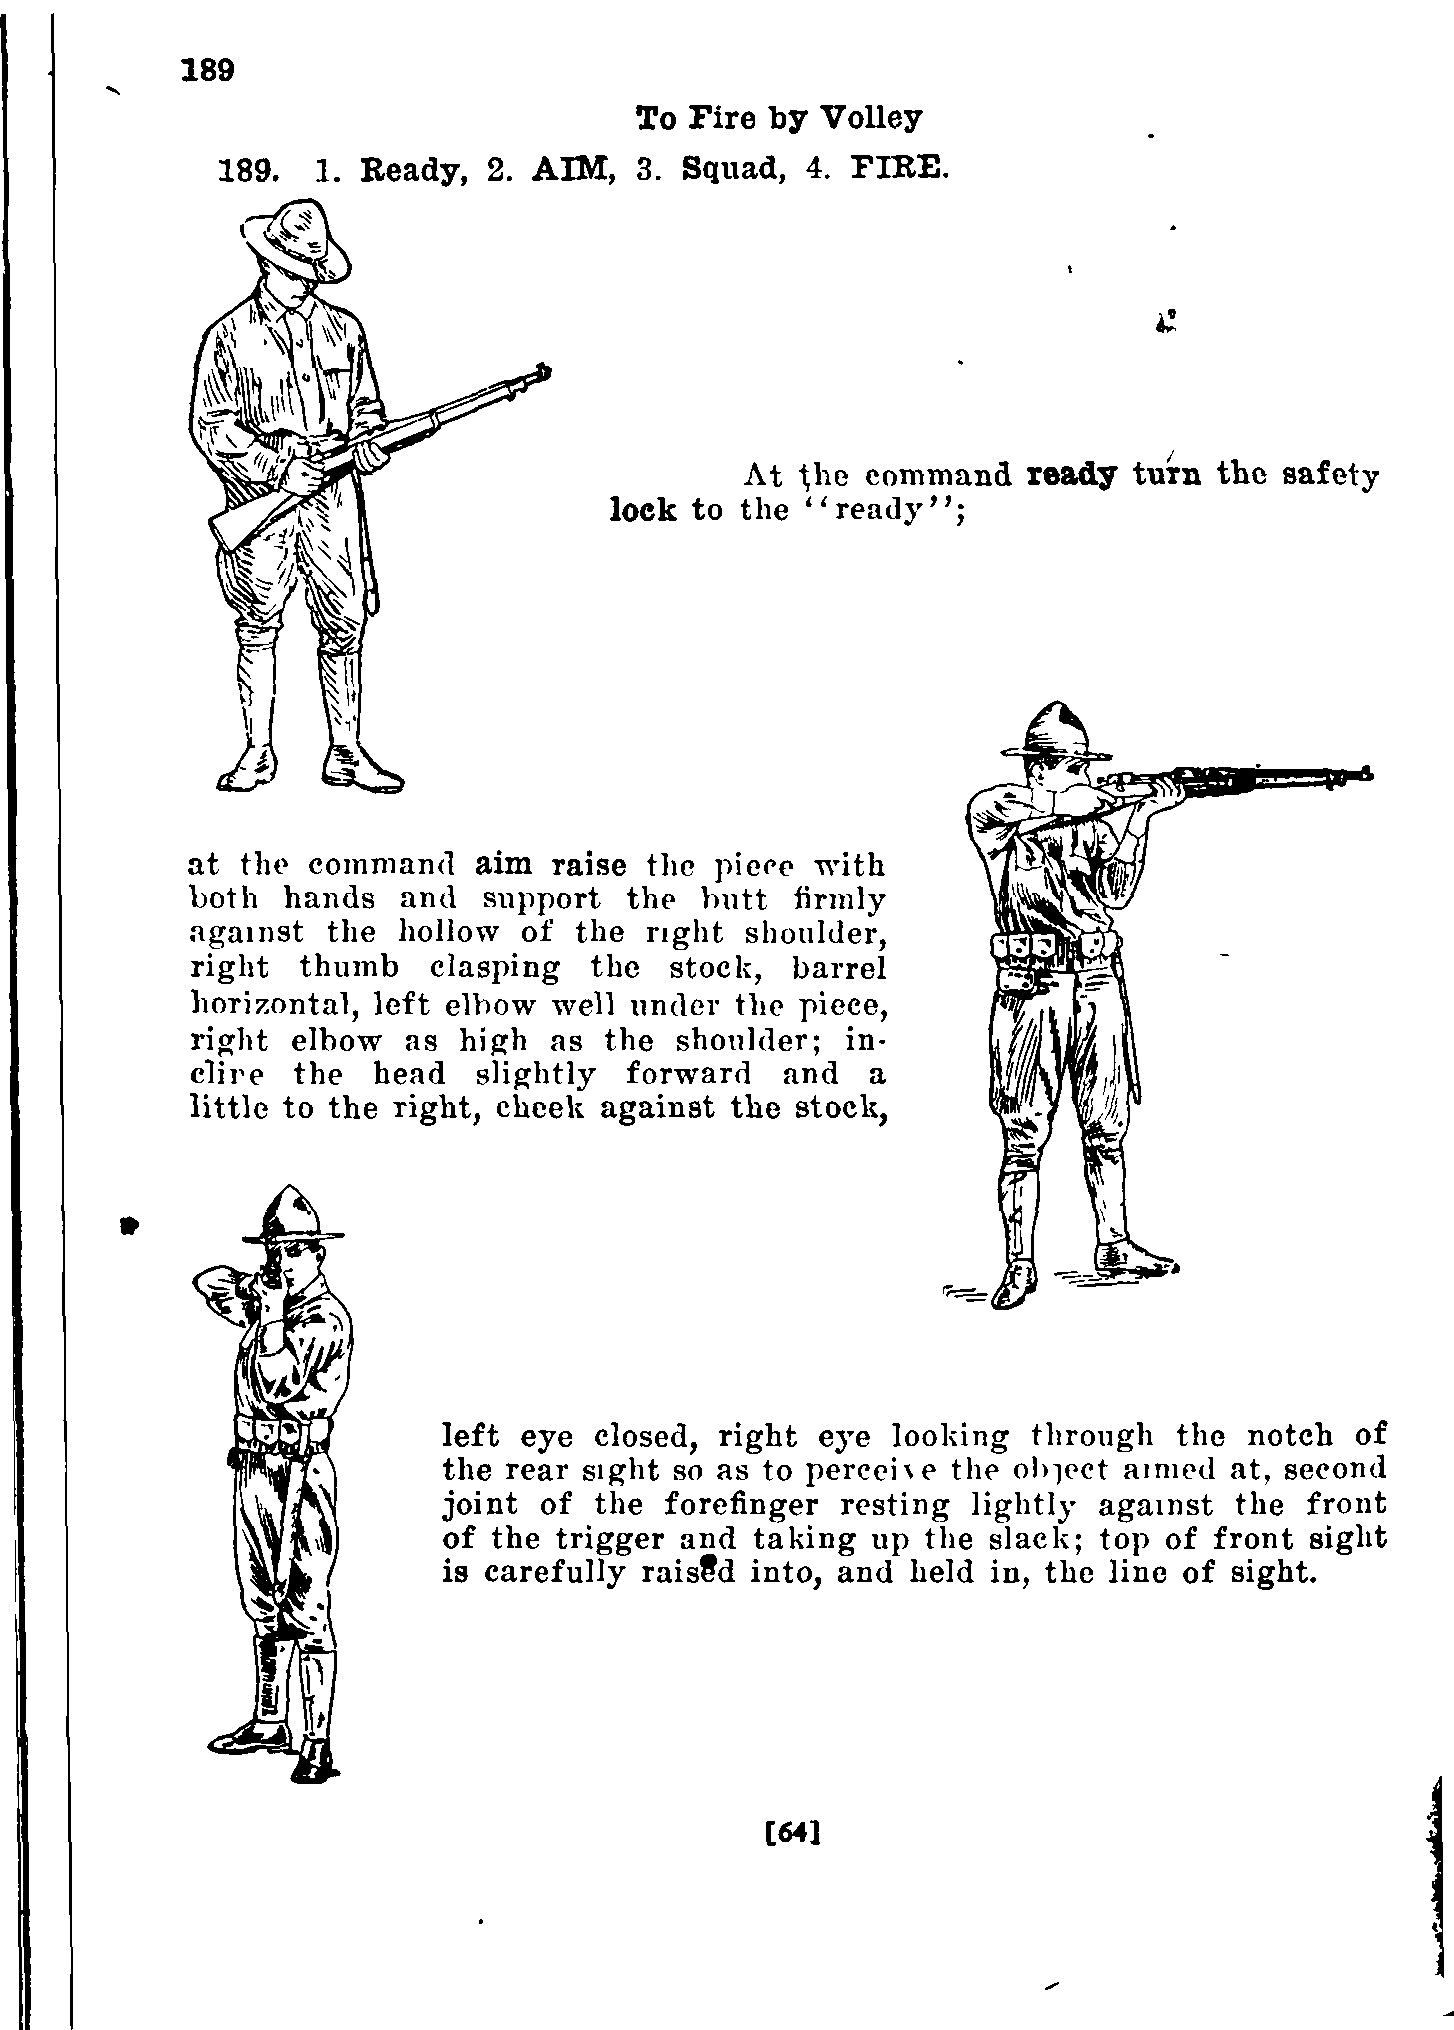 189
To Fire by Volley
189. 1. Ready, 2. AIM, 3. Squad, 4. FIRE.
At the command ready turn the safety
lock to the "ready";
at the command aim raise the piece with
both hands and support the butt firmly
against the hollow of the right shoulder,
right thumb clasping the stock, barrel
horizontal, left elbow well under the piece,
right elbow as high as the shoulder; in-
cline the head slightly forward and a
little to the right, cheek against the stock,
left eye closed, right eye looking through the notch of
the rear sight so as to perceive the object aimed at, second
joint of the forefinger resting lightly against the front
of the trigger and taking up the slack; top of front sight
is carefully raised into, and held in, the line of sight.
[64]